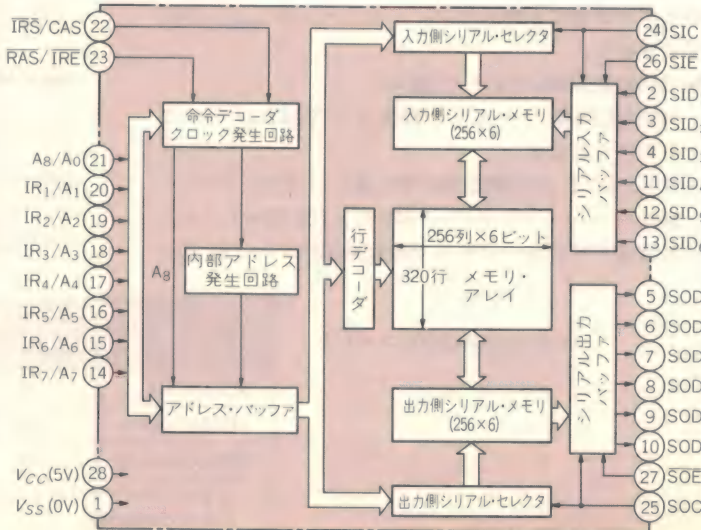 IRS/CAS 22
RAS/IRE 23
A8/A0 21
IR1/A1 20
IR2/A2 19
IR3/A3 18
IR4/A4 17
IR5/A5 16
IR6/A6 15
IR7/A7 14
VCC(5V) 28
VSS(0V) 1
命令デコーダ
クロック発生回路
A8
内部アドレス
発生回路
アドレス・バッファ
行デコーダ
入力側シリアル・セレクタ
入力側シリアル・メモリ
(256×6)
256列×6ビット
320行
メモリ・
アレイ
出力側シリアル・メモリ
(256×6)
出力側シリアル・セレクタ
シリアル入力
バッファ
シリアル出力
バッファ
24 SIC
26 SIE
2 SID
3 SID
4 SID
11 SID
12 SID
13 SID
5 SOD
6 SOD
7 SOD
8 SOD
9 SOD
10 SOD
27 SOE
25 SOC